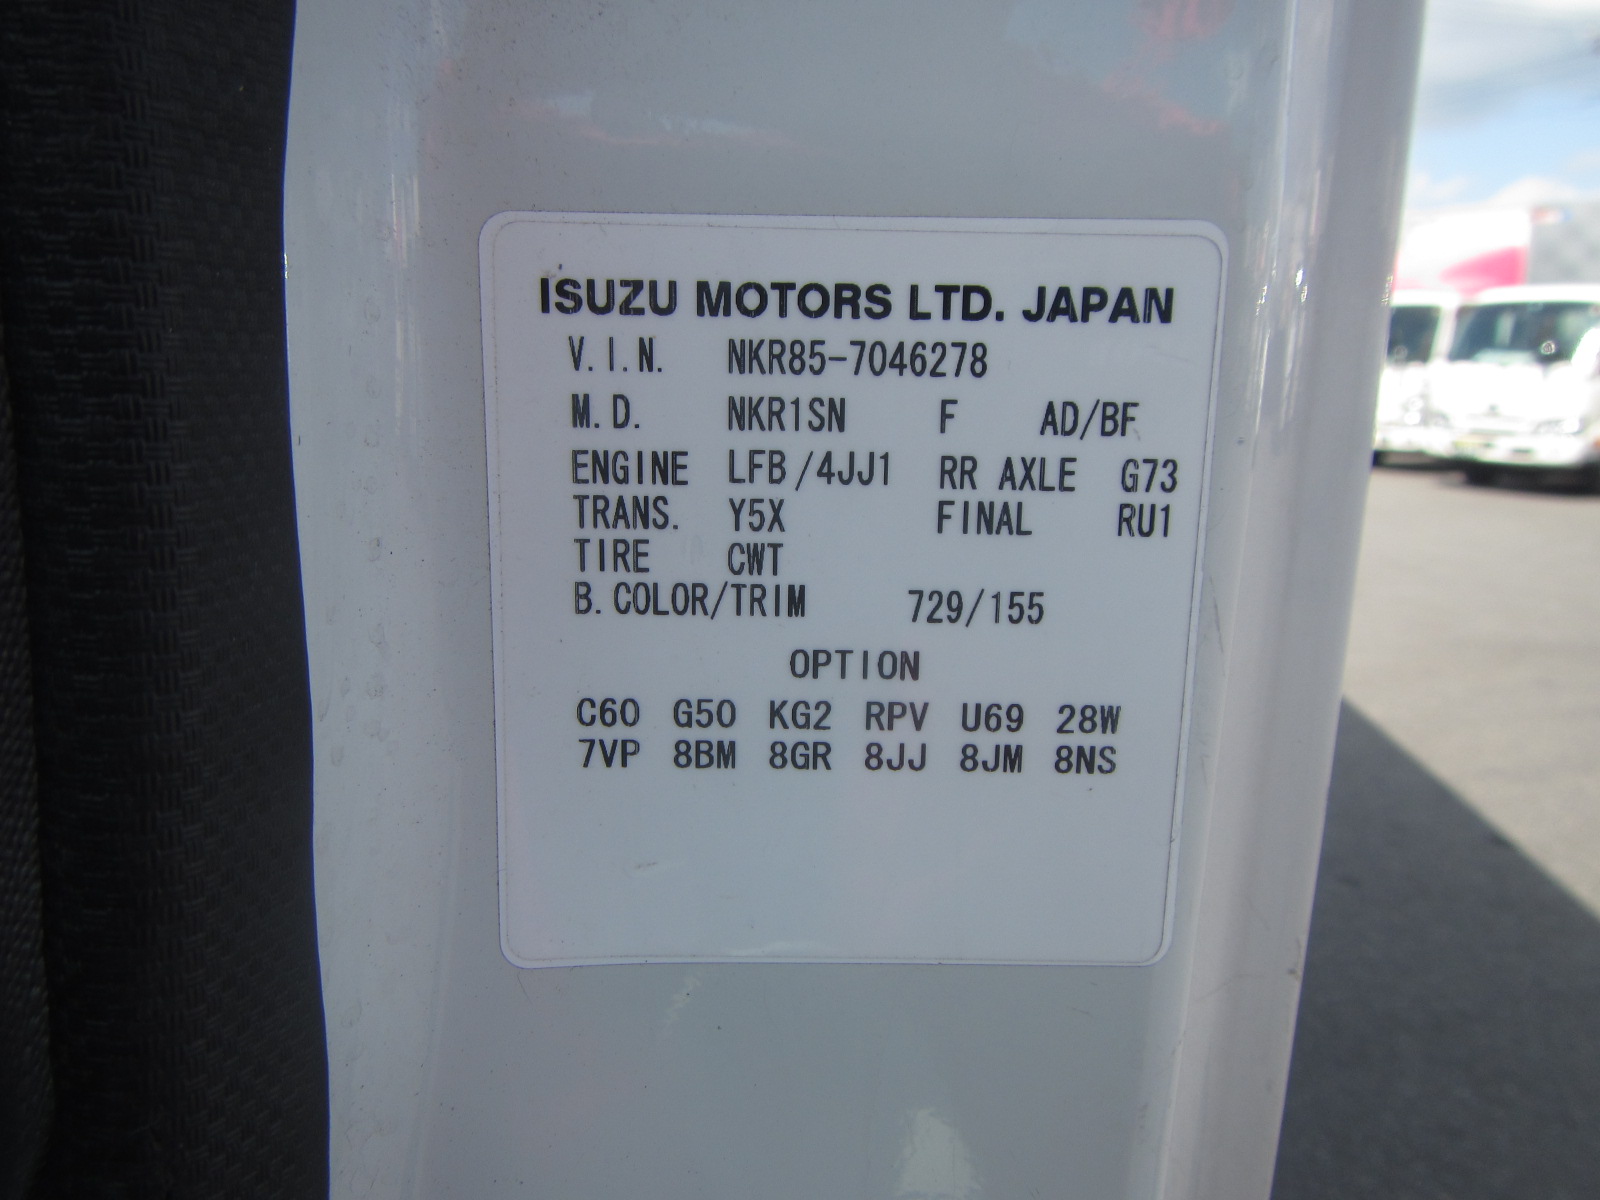 ISUZU MOTORS LTD. JAPAN
V.I.N. NKR85-7046278
M.D. NKR1SN F AD/BF
ENGINE LFB/4JJ1 RR AXLE G73
TRANS. Y5X FINAL RU1
TIRE CWT
B.COLOR/TRIM 729/155
OPTION
C60 G50 KG2 RPV U69 28W
7VP 8BM 8GR 8JJ 8JM 8NS